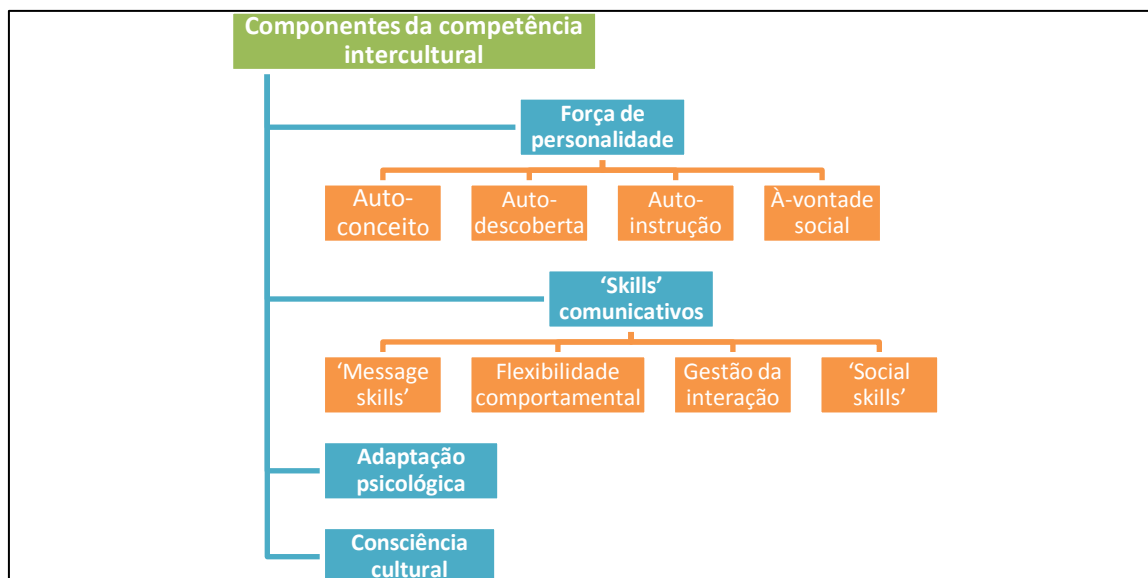 Componentes da competência
intercultural
Força de
personalidade
Auto-
conceito
Auto-
descoberta
Auto-
instrução
À-vontade
social
‘Skills’
comunicativos
‘Message
skills’
Flexibilidade
comportamental
Gestão da
interação
‘Social
skills’
Adaptação
psicológica
Consciência
cultural